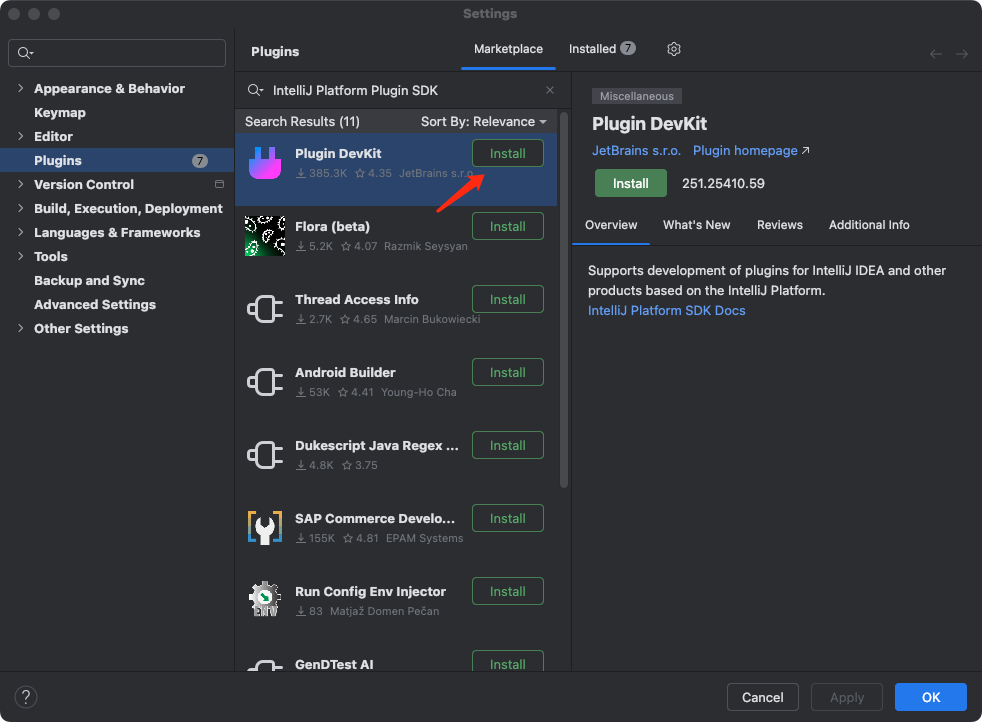 Settings
Appearance & Behavior
Keymap
Editor
Plugins 7
Version Control
Build, Execution, Deployment
Languages & Frameworks
Tools
Backup and Sync
Advanced Settings
Other Settings
Plugins
Marketplace
Installed 7
IntelliJ Platform Plugin SDK
Search Results (11)
Sort By: Relevance
Plugin DevKit
Install
385.3K 4.35 JetBrains s.r.o.
Flora (beta)
Install
5.2K 4.07 Razmik Seysyan
Thread Access Info
Install
2.7K 4.65 Marcin Bukowiecki
Android Builder
Install
53K 4.41 Young-Ho Cha
Dukescript Java Regex ...
Install
4.8K 3.75
SAP Commerce Develo...
Install
155K 4.81 EPAM Systems
ENV
Run Config Env Injector
Install
83 Matjaž Domen Pečan
GenDTest AI
Install
Miscellaneous
Plugin DevKit
JetBrains s.r.o. Plugin homepage ↗
Install 251.25410.59
Overview
What's New
Reviews
Additional Info
Supports development of plugins for IntelliJ IDEA and other
products based on the IntelliJ Platform.
IntelliJ Platform SDK Docs
?
Cancel
Apply
OK